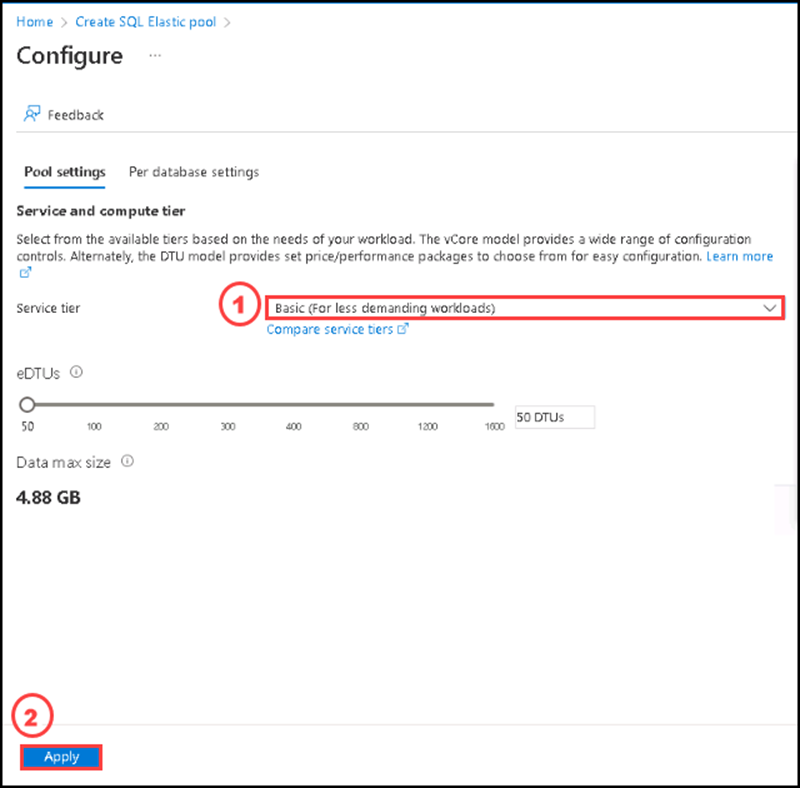 Home > Create SQL Elastic pool >
Configure ...
Feedback
Pool settings Per database settings
Service and compute tier
Select from the available tiers based on the needs of your workload. The vCore model provides a wide range of configuration
controls. Alternately, the DTU model provides set price/performance packages to choose from for easy configuration. Learn more
Service tier 1 Basic (For less demanding workloads)
Compare service tiers
eDTUs
50 100 200 300 400 800 1200 1600 50 DTUs
Data max size
4.88 GB
2
Apply